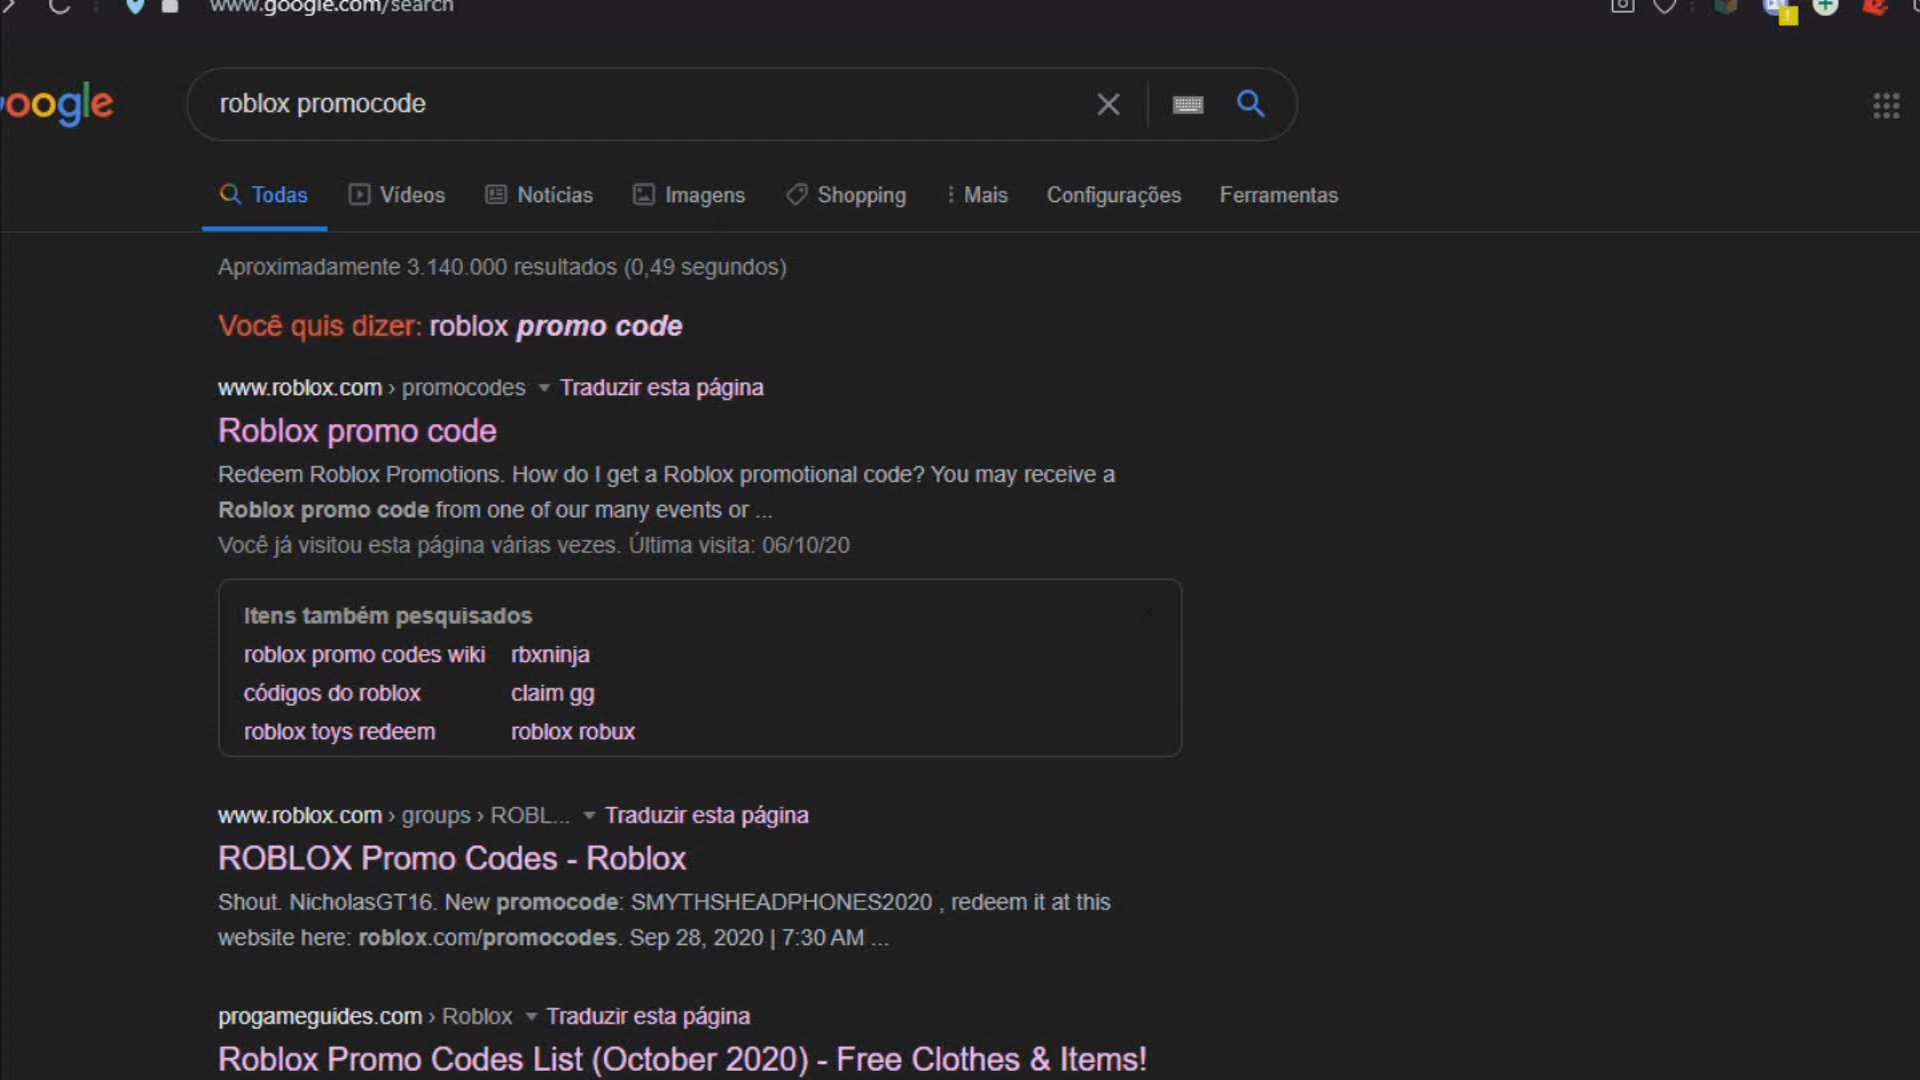 www.google.com/search
oogle
roblox promocode
Todas
Vídeos
Notícias
Imagens
Shopping
Mais
Configurações
Ferramentas
Aproximadamente 3.140.000 resultados (0,49 segundos)
Você quis dizer: roblox promo code
www.roblox.com › promocodes Traduzir esta página
Roblox promo code
Redeem Roblox Promotions. How do I get a Roblox promotional code? You may receive a
Roblox promo code from one of our many events or ...
Você já visitou esta página várias vezes. Última visita: 06/10/20
Itens também pesquisados
roblox promo codes wiki rbxninja
códigos do roblox claim gg
roblox toys redeem roblox robux
www.roblox.com › groups › ROBL... Traduzir esta página
ROBLOX Promo Codes - Roblox
Shout. NicholasGT16. New promocode: SMYTHSHEADPHONES2020 , redeem it at this
website here: roblox.com/promocodes. Sep 28, 2020 | 7:30 AM ...
progameguides.com › Roblox Traduzir esta página
Roblox Promo Codes List (October 2020) - Free Clothes & Items!